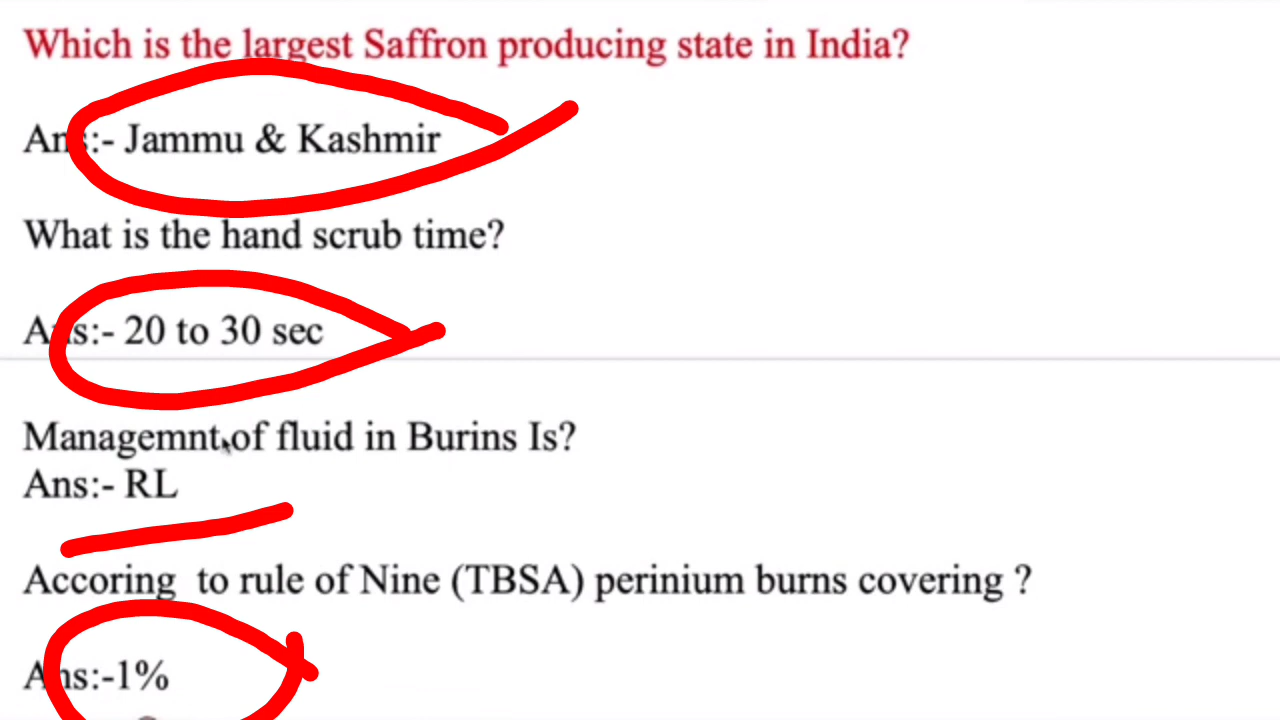 Which is the largest Saffron producing state in India?
Ans:- Jammu & Kashmir
What is the hand scrub time?
Ans:- 20 to 30 sec
Managemnt of fluid in Burins Is?
Ans:- RL
Accoring to rule of Nine (TBSA) perinium burns covering ?
Ans:-1%